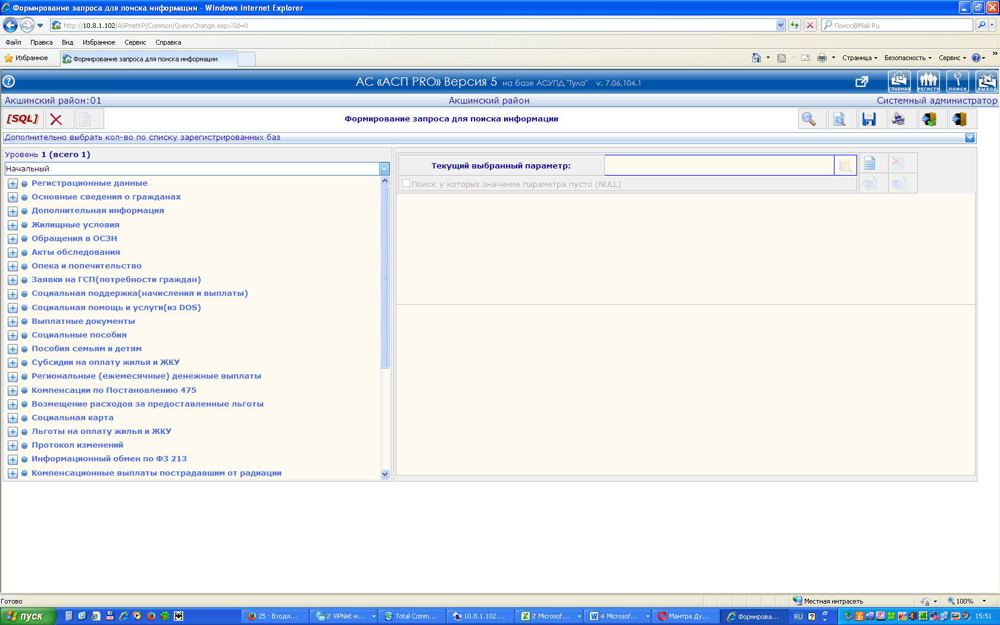 Формирование запроса для поиска информации - Windows Internet Explorer
http://10.8.1.102/ASPnetKP/Common/QueryChange.aspx?Id=0
Поиск@Mail.Ru
Файл Правка Вид Избранное Сервис Справка
Избранное
Формирование запроса для поиска информации
Страница Безопасность Сервис
АС «АСП PRO» Версия 5 на базе АСУПД "Тула" v. 7.06.104.1
ГЛАВНАЯ РЕГИСТР ПОИСК ВЫХОД
Акшинский район:01 Акшинский район Системный администратор
[SQL] Формирование запроса для поиска информации
Дополнительно выбрать кол-во по списку зарегистрированных баз
Уровень 1 (всего 1)
Начальный
Регистрационные данные
Основные сведения о гражданах
Дополнительная информация
Жилищные условия
Обращения в ОСЗН
Акты обследования
Опека и попечительство
Заявки на ГСП(потребности граждан)
Социальная поддержка(начисления и выплаты)
Социальная помощь и услуги(из DOS)
Выплатные документы
Социальные пособия
Пособия семьям и детям
Субсидии на оплату жилья и ЖКУ
Региональные (ежемесячные) денежные выплаты
Компенсации по Постановлению 475
Возмещение расходов за предоставленные льготы
Социальная карта
Льготы на оплату жилья и ЖКУ
Протокол изменений
Информационный обмен по ФЗ 213
Компенсационные выплаты пострадавшим от радиации
Текущий выбранный параметр:
Поиск у которых значение параметра пусто (NULL)
Готово
Местная интрасеть
100%
пуск
25 · Входя...
2 ViPNet w...
Total Comm...
10.8.1.102 ...
2 Microsof...
4 Microsof...
Мантра Ду...
Формирова...
RU
15:51